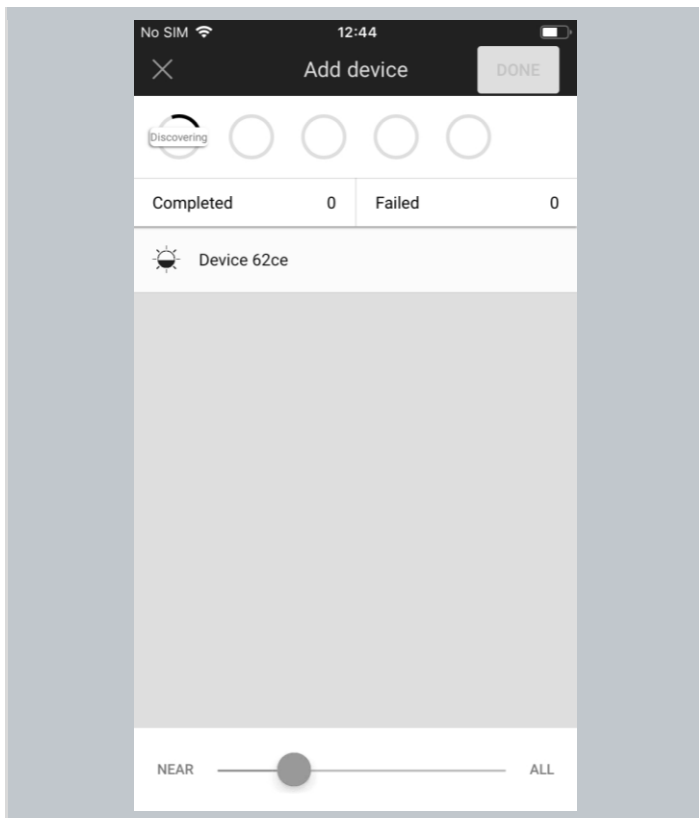 No SIM 12:44
Add device DONE
Discovering
Completed 0 Failed 0
Device 62ce
NEAR ALL